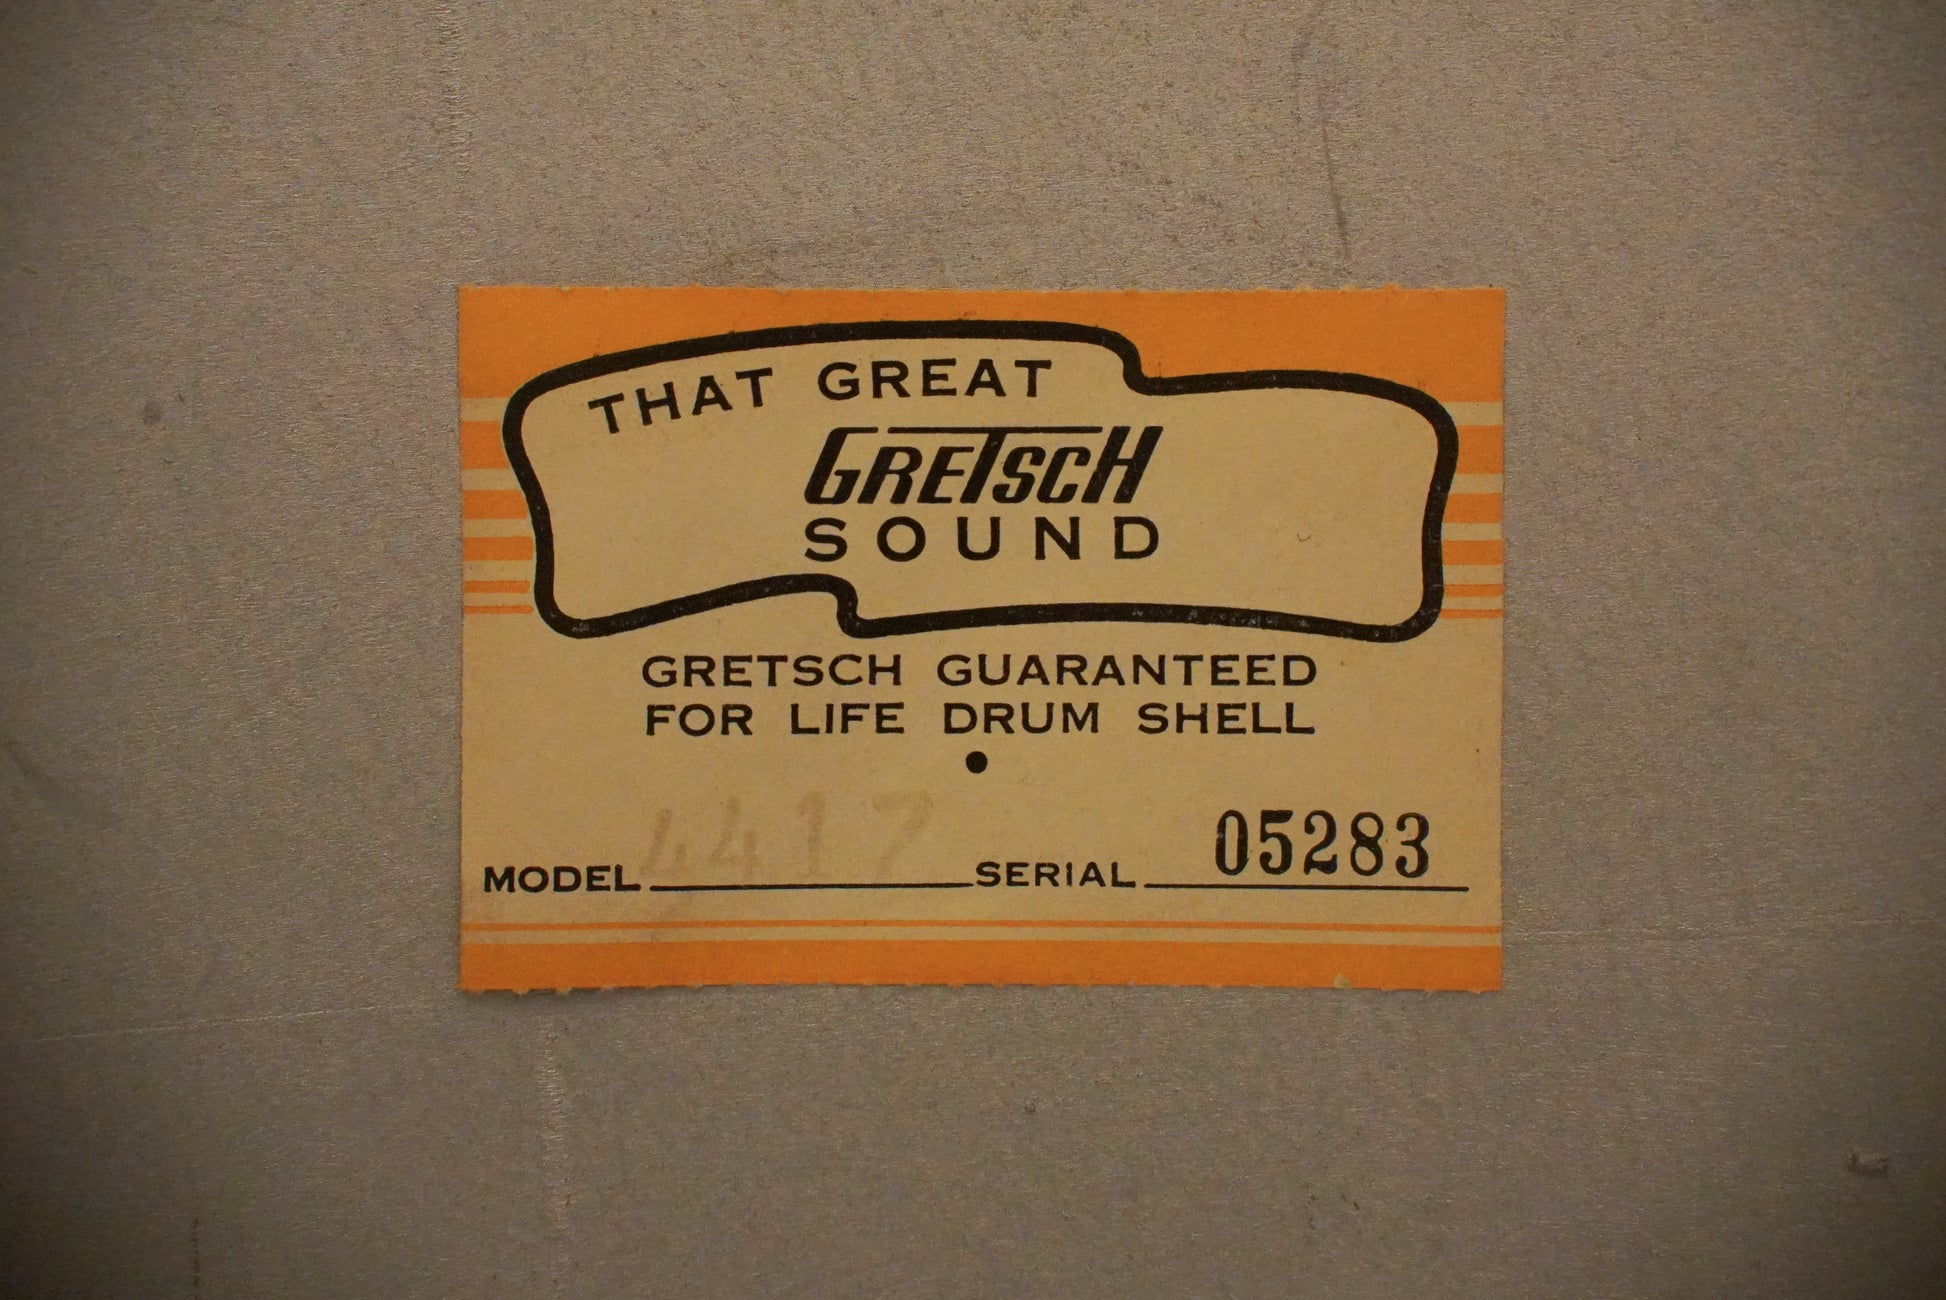 THAT GREAT
GRETSCH
SOUND
GRETSCH GUARANTEED
FOR LIFE DRUM SHELL
MODEL 4417 SERIAL 05283